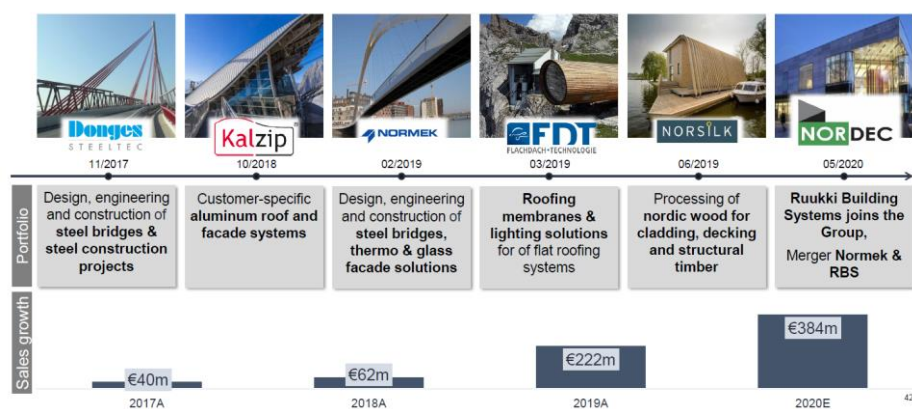 Donges
STEELTEC
Kalzip
NORMEK
FDT
FLACHDACH+TECHNOLOGIE
NORSILK
NORDEC
11/2017
10/2018
02/2019
03/2019
06/2019
05/2020
Portfolio
Design, engineering
and construction of
steel bridges &
steel construction
projects
Customer-specific
aluminum roof and
facade systems
Design, engineering
and construction of
steel bridges,
thermo & glass
facade solutions
Roofing
membranes &
lighting solutions
for of flat roofing
systems
Processing of
nordic wood for
cladding, decking
and structural
timber
Ruukki Building
Systems joins the
Group,
Merger Normek &
RBS
Sales growth
€40m
€62m
€222m
€384m
2017A
2018A
2019A
2020E
42